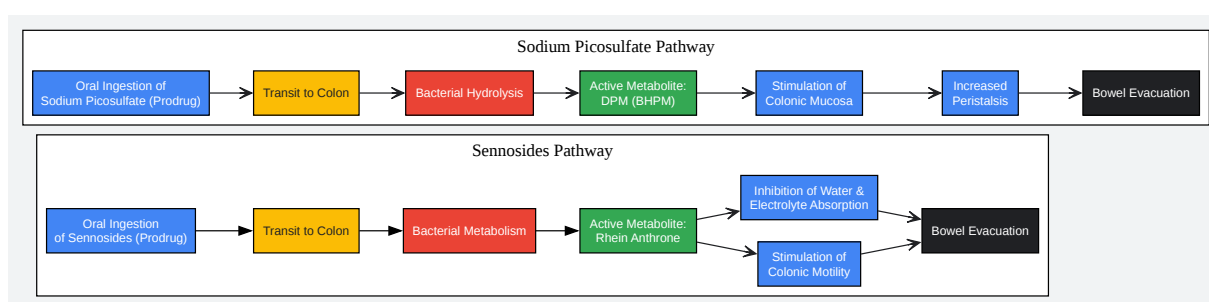 Sodium Picosulfate Pathway
Oral Ingestion of
Sodium Picosulfate (Prodrug)
Transit to Colon
Bacterial Hydrolysis
Active Metabolite:
DPM (BHPM)
Stimulation of
Colonic Mucosa
Increased
Peristalsis
Bowel Evacuation
Sennosides Pathway
Oral Ingestion
of Sennosides (Prodrug)
Transit to Colon
Bacterial Metabolism
Active Metabolite:
Rhein Anthrone
Inhibition of Water &
Electrolyte Absorption
Stimulation of
Colonic Motility
Bowel Evacuation